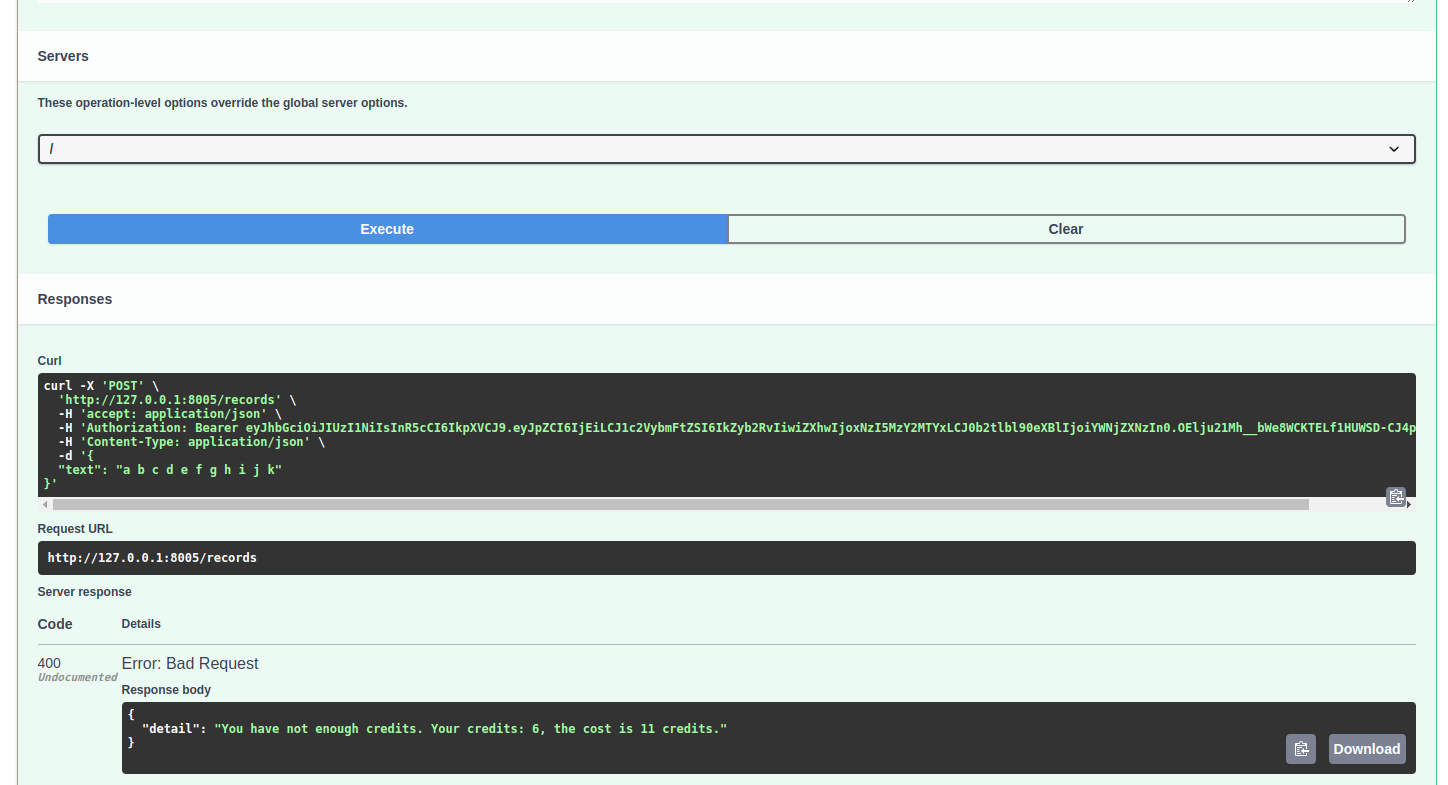 Servers
These operation-level options override the global server options.
/
Execute
Clear
Responses
Curl
curl -X 'POST' \
'http://127.0.0.1:8005/records' \
-H 'accept: application/json' \
-H 'Authorization: Bearer eyJhbGciOiJIUzI1NiIsInR5cCI6IkpXVCJ9.eyJpZCI6IjEiLCJ1c2VybmFtZSI6IkZyb2RvIiwiZXhwIjoxNzI5MzY2MTYxLCJ0b2tlbl90eXBlIjoiYWNjZXNzIn0.OElju21Mh__bWe8WCKTELf1HUWSD-CJ4p
-H 'Content-Type: application/json' \
-d '{
"text": "a b c d e f g h i j k"
}'
Request URL
http://127.0.0.1:8005/records
Server response
Code
Details
400
Undocumented
Error: Bad Request
Response body
{
"detail": "You have not enough credits. Your credits: 6, the cost is 11 credits."
}
Download